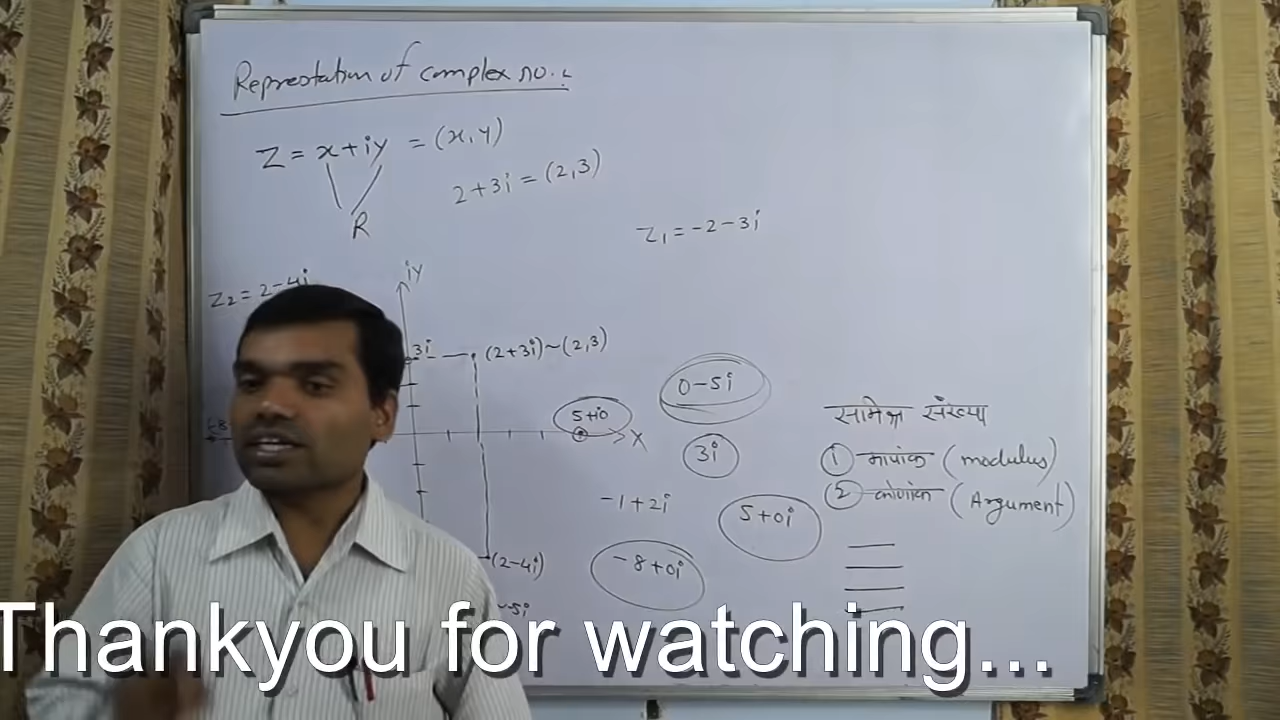 Represtation of complex no.:
Z = x + iy = (x, y)
2 + 3i = (2, 3)
R
Z₁ = -2 - 3i
Z₂ = 2 - 4i
iy
3i
(2+3i) ~ (2, 3)
5+i0
X
0 - 5i
3i
-1 + 2i
5 + 0i
-8 + 0i
(2-4i)
-5i
संख्या
① मापांक (modulus)
② कोणांक (Argument)
Thankyou for watching...